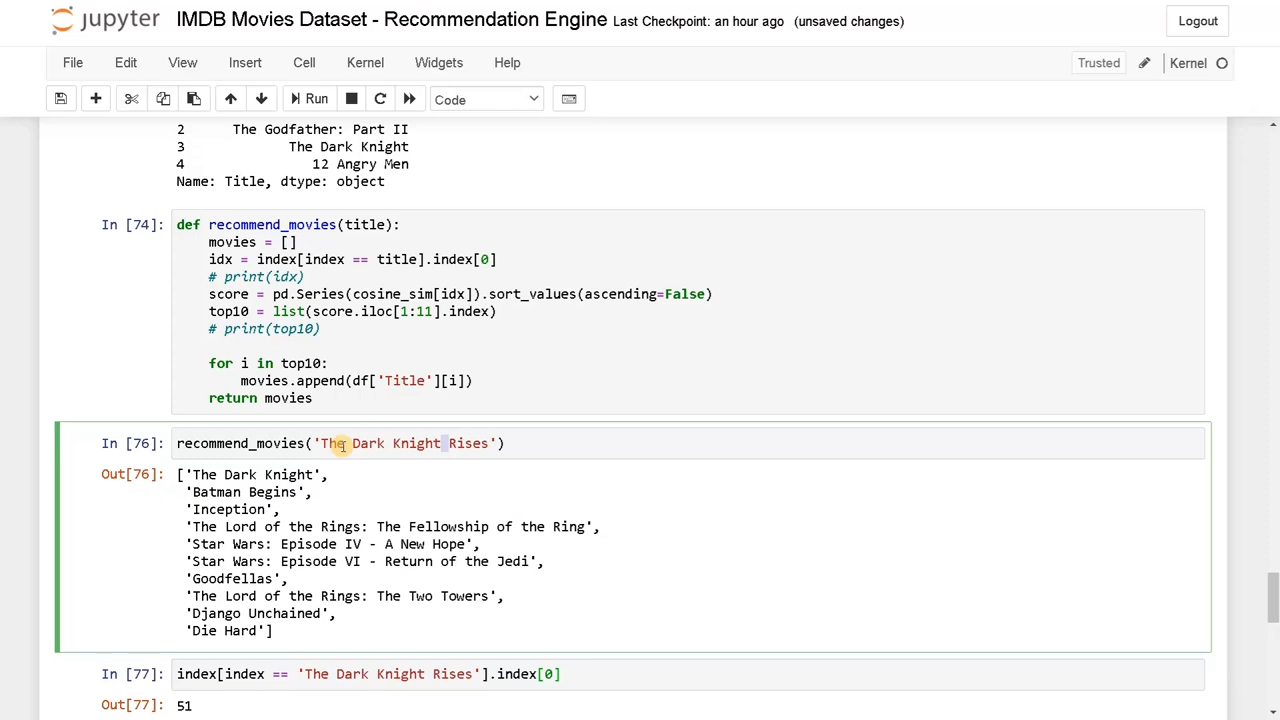 jupyter IMDB Movies Dataset - Recommendation Engine Last Checkpoint: an hour ago (unsaved changes) Logout
File Edit View Insert Cell Kernel Widgets Help Trusted Kernel
Run Code
2 The Godfather: Part II
3 The Dark Knight
4 12 Angry Men
Name: Title, dtype: object
In [74]: def recommend_movies(title):
movies = []
idx = index[index == title].index[0]
# print(idx)
score = pd.Series(cosine_sim[idx]).sort_values(ascending=False)
top10 = list(score.iloc[1:11].index)
# print(top10)
for i in top10:
movies.append(df['Title'][i])
return movies
In [76]: recommend_movies('The Dark Knight Rises')
Out[76]: ['The Dark Knight',
'Batman Begins',
'Inception',
'The Lord of the Rings: The Fellowship of the Ring',
'Star Wars: Episode IV - A New Hope',
'Star Wars: Episode VI - Return of the Jedi',
'Goodfellas',
'The Lord of the Rings: The Two Towers',
'Django Unchained',
'Die Hard']
In [77]: index[index == 'The Dark Knight Rises'].index[0]
Out[77]: 51